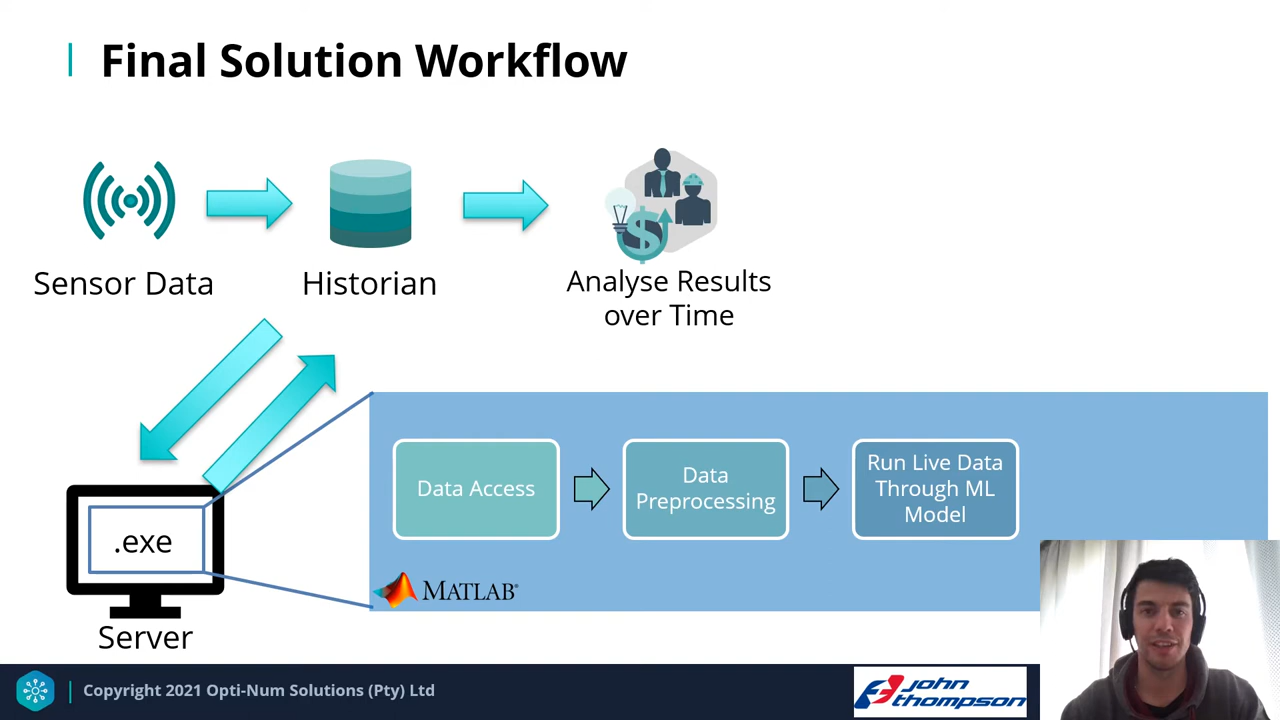 Final Solution Workflow
Sensor Data
Historian
Analyse Results
over Time
Data Access
Data
Preprocessing
Run Live Data
Through ML
Model
.exe
MATLAB®
Server
Copyright 2021 Opti-Num Solutions (Pty) Ltd
john
thompson